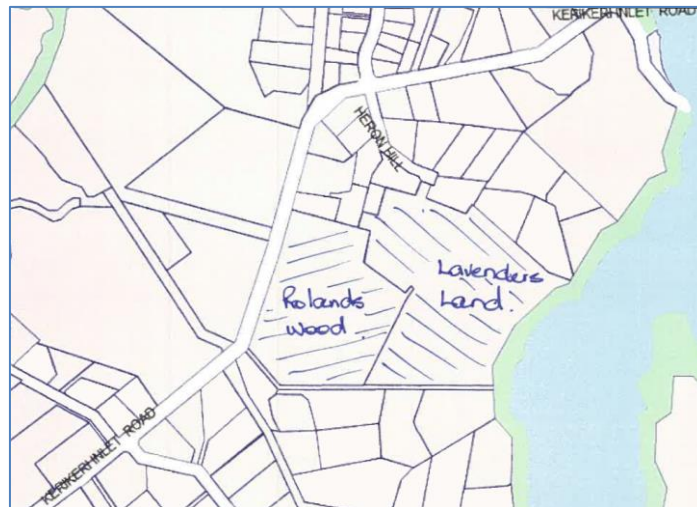 KERIKERI INLET ROAD
HERON HILL
Lavenders
Land.
Rolands
Wood
KERIKERI INLET ROAD